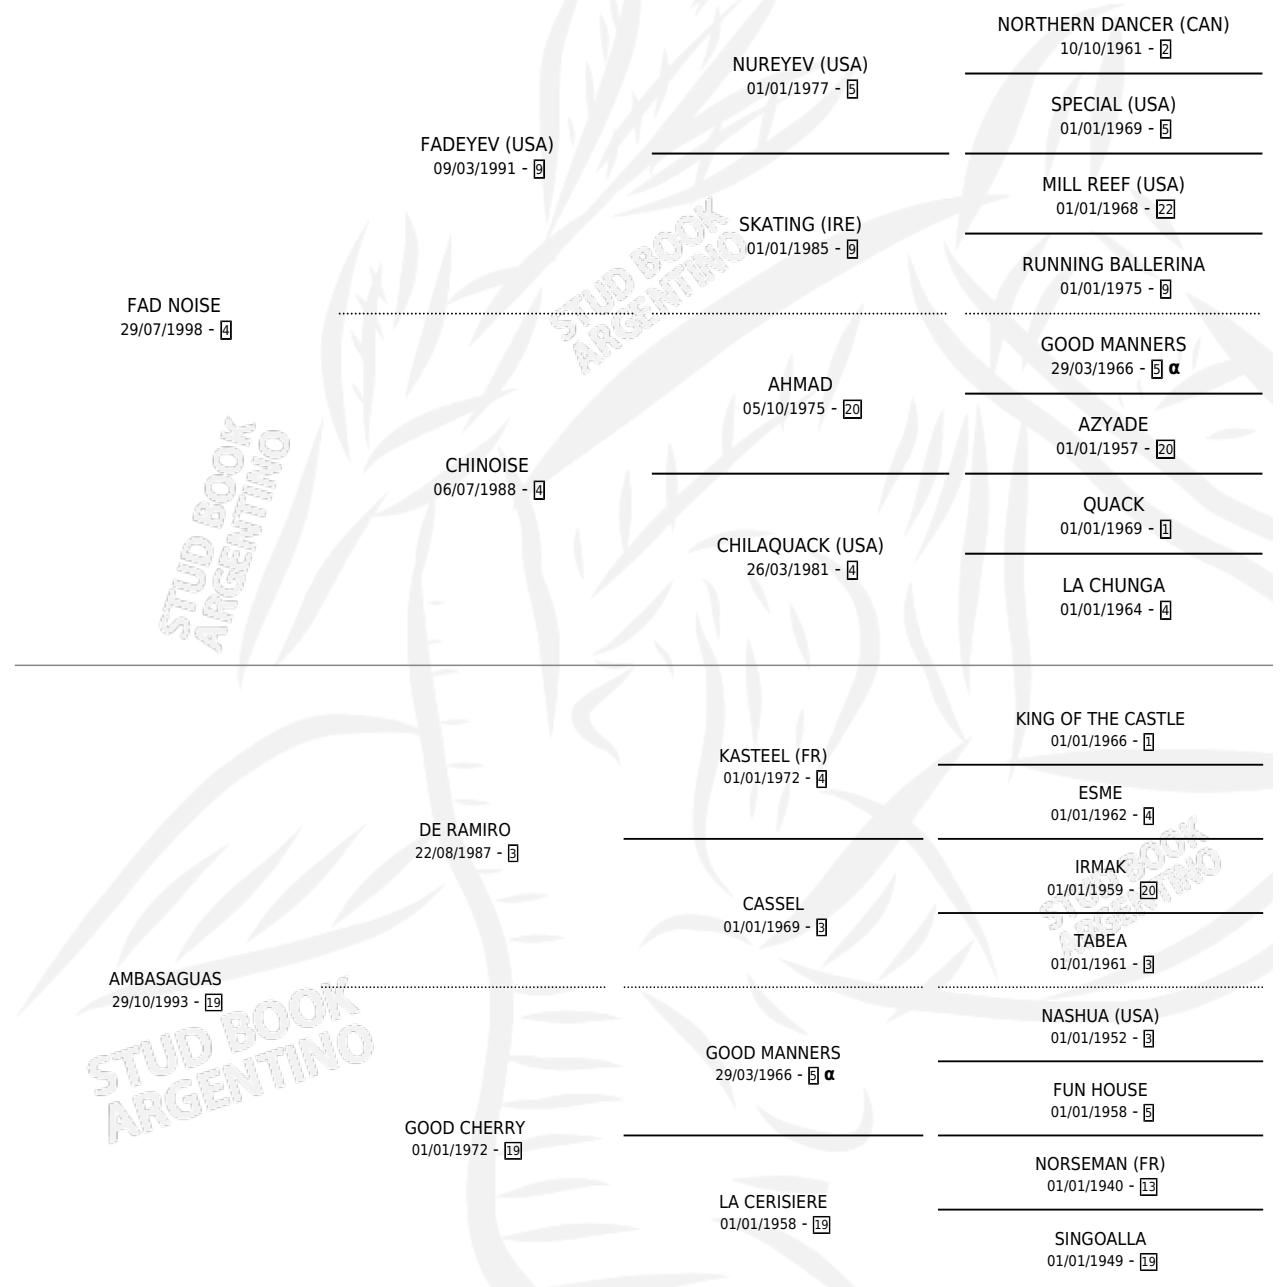 NORTHERN DANCER (CAN)
10/10/1961 - 2
NUREYEV (USA)
01/01/1977 - 5
SPECIAL (USA)
01/01/1969 - 5
FADEYEV (USA)
09/03/1991 - 9
MILL REEF (USA)
01/01/1968 - 22
SKATING (IRE)
01/01/1985 - 9
RUNNING BALLERINA
01/01/1975 - 9
FAD NOISE
29/07/1998 - 4
GOOD MANNERS
29/03/1966 - 5 α
AHMAD
05/10/1975 - 20
AZYADE
01/01/1957 - 20
CHINOISE
06/07/1988 - 4
QUACK
01/01/1969 - 1
CHILAQUACK (USA)
26/03/1981 - 4
LA CHUNGA
01/01/1964 - 4
KING OF THE CASTLE
01/01/1966 - 1
KASTEEL (FR)
01/01/1972 - 4
ESME
01/01/1962 - 4
DE RAMIRO
22/08/1987 - 3
IRMAK
01/01/1959 - 20
CASSEL
01/01/1969 - 3
TABEA
01/01/1961 - 3
AMBASAGUAS
29/10/1993 - 19
NASHUA (USA)
01/01/1952 - 3
GOOD MANNERS
29/03/1966 - 5 α
FUN HOUSE
01/01/1958 - 5
GOOD CHERRY
01/01/1972 - 19
NORSEMAN (FR)
01/01/1940 - 13
LA CERISIERE
01/01/1958 - 19
SINGOALLA
01/01/1949 - 19
STUD BOOK
ARGENTINO
STUD BOOK
ARGENTINO
STUD BOOK
ARGENTINO
STUD BOOK
ARGENTINO